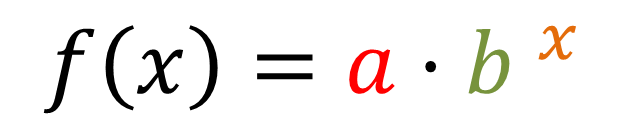 f(x) = a · b^x